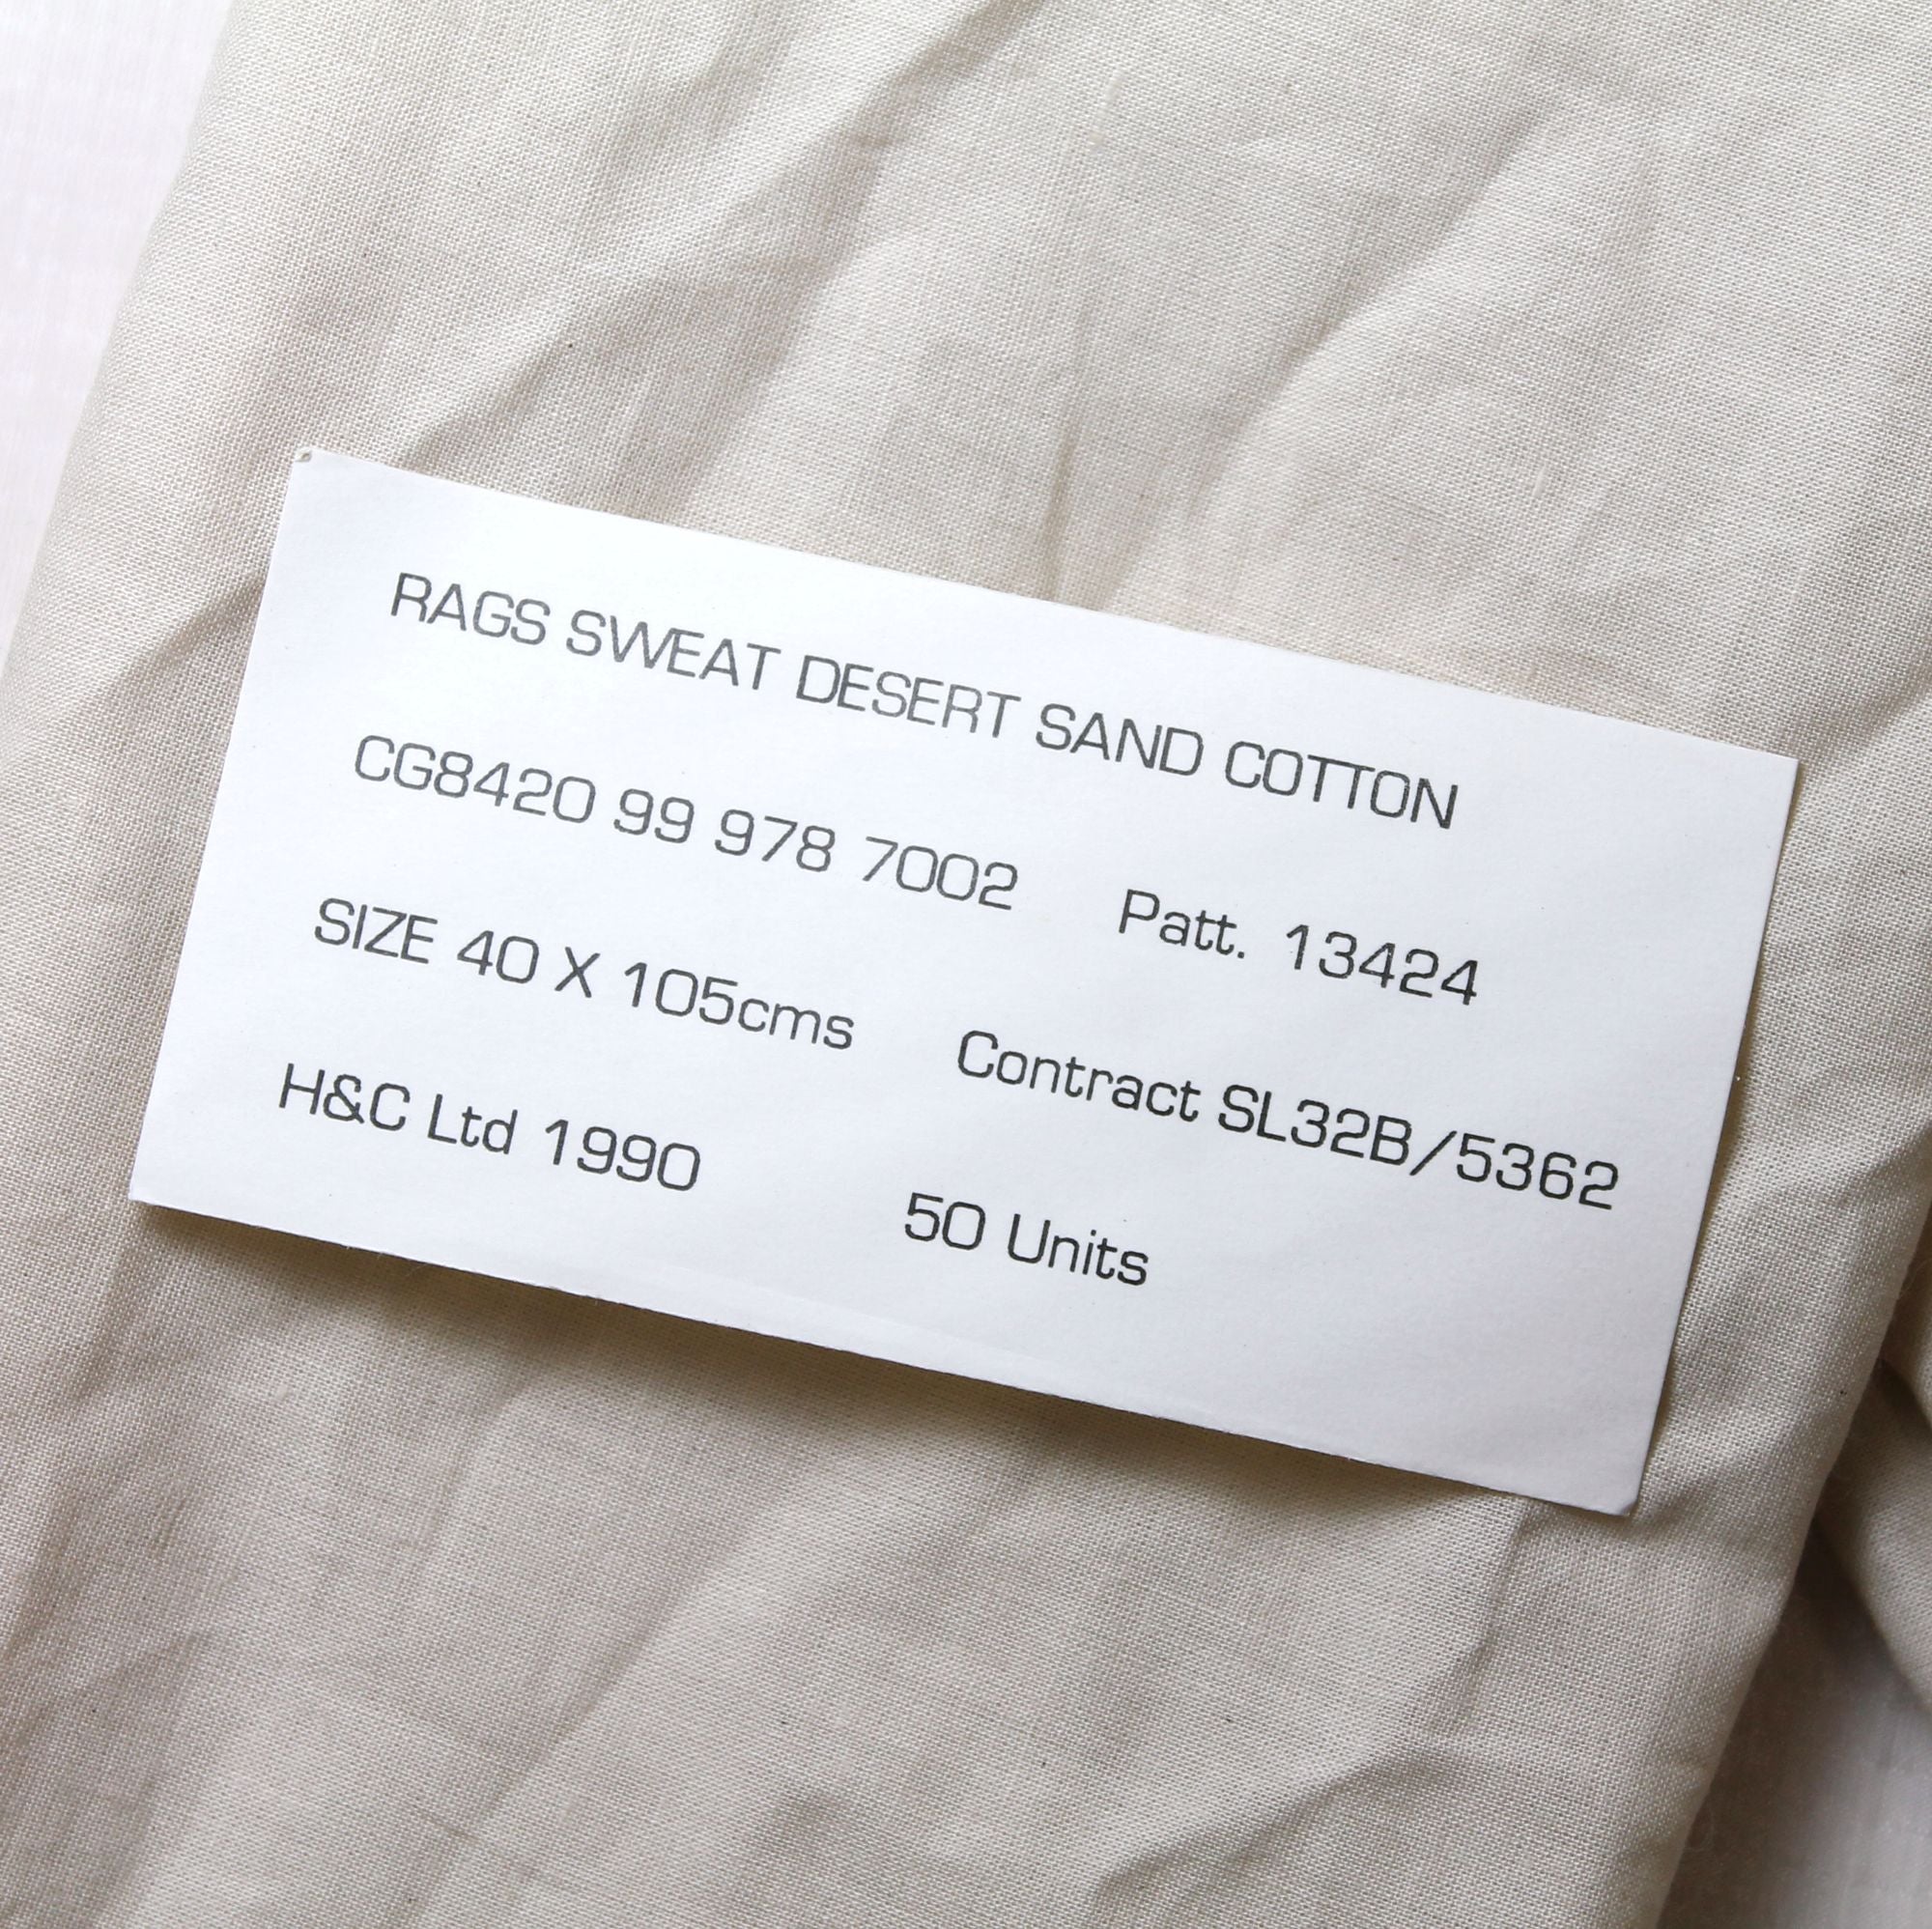 RAGS SWEAT DESERT SAND COTTON
CG8420 99 978 7002 Patt. 13424
SIZE 40 X 105cms Contract SL32B/5362
H&C Ltd 1990 50 Units